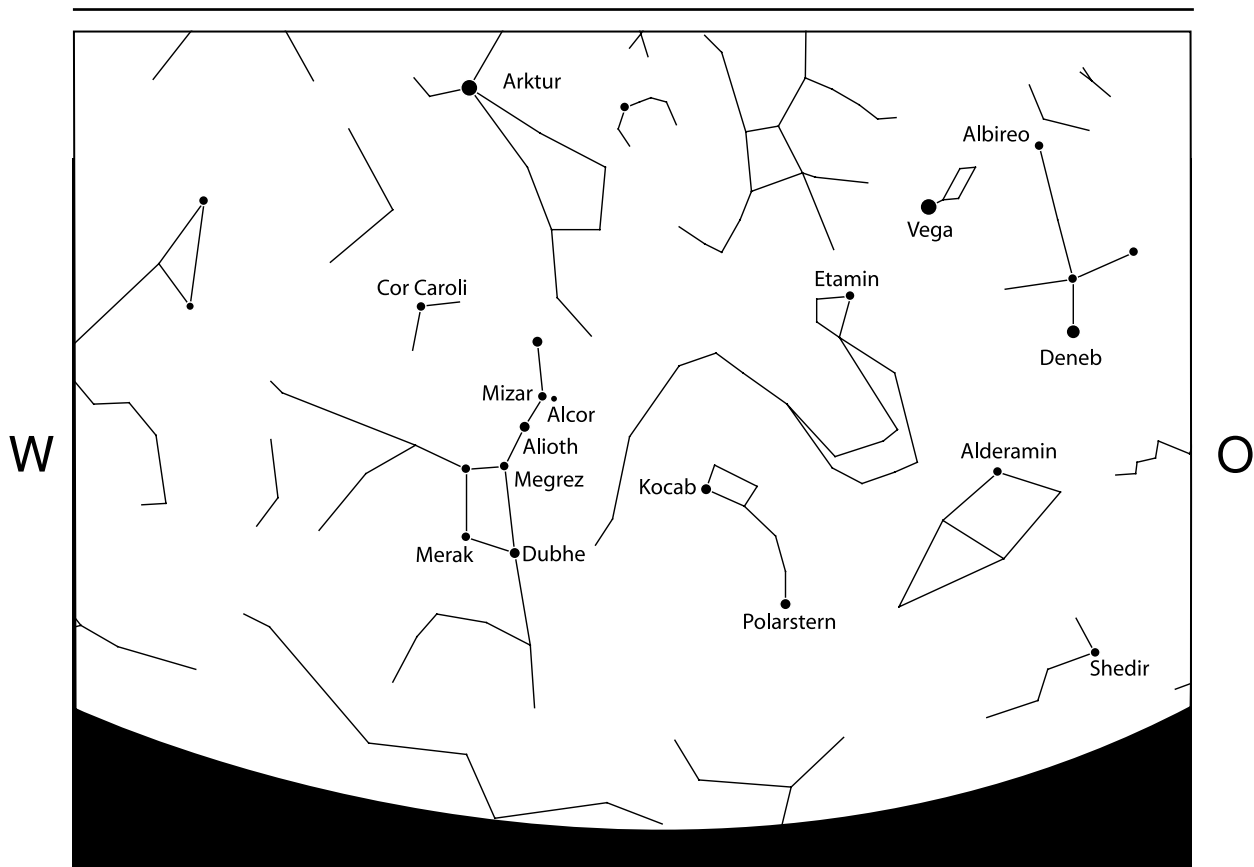 Arktur
Albireo
Vega
Cor Caroli
Etamin
Deneb
Mizar
Alcor
Alioth
W
O
Alderamin
Megrez
Kocab
Merak
Dubhe
Polarstern
Shedir